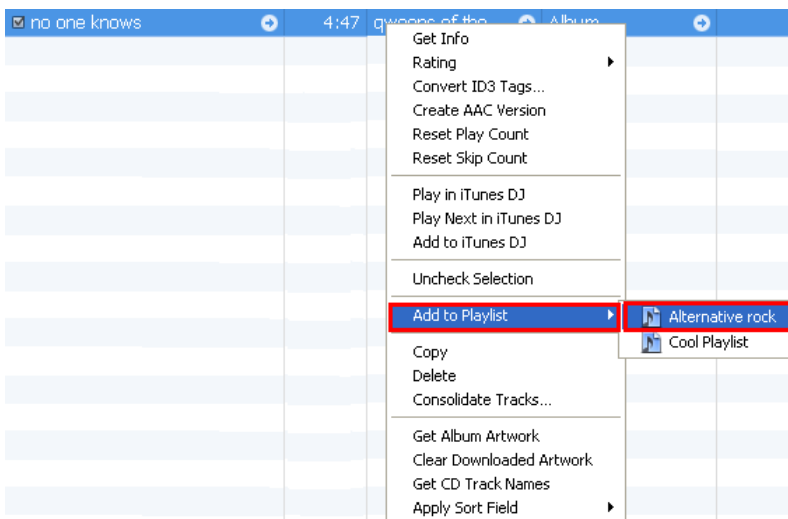 no one knows 4:47 qweens of the Album
Get Info
Rating
Convert ID3 Tags...
Create AAC Version
Reset Play Count
Reset Skip Count
Play in iTunes DJ
Play Next in iTunes DJ
Add to iTunes DJ
Uncheck Selection
Add to Playlist
Alternative rock
Cool Playlist
Copy
Delete
Consolidate Tracks...
Get Album Artwork
Clear Downloaded Artwork
Get CD Track Names
Apply Sort Field